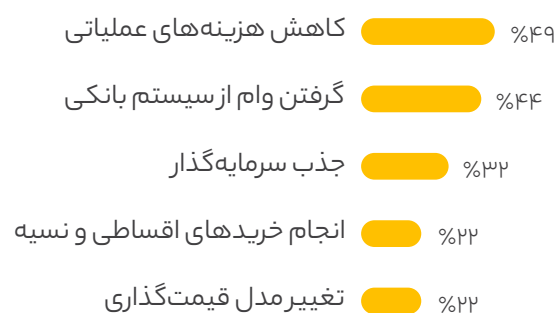 کاهش هزینه‌های عملیاتی %۴۹
گرفتن وام از سیستم بانکی %۴۴
جذب سرمایه‌گذار %۳۲
انجام خریدهای اقساطی و نسیه %۲۲
تغییر مدل قیمت‌گذاری %۲۲